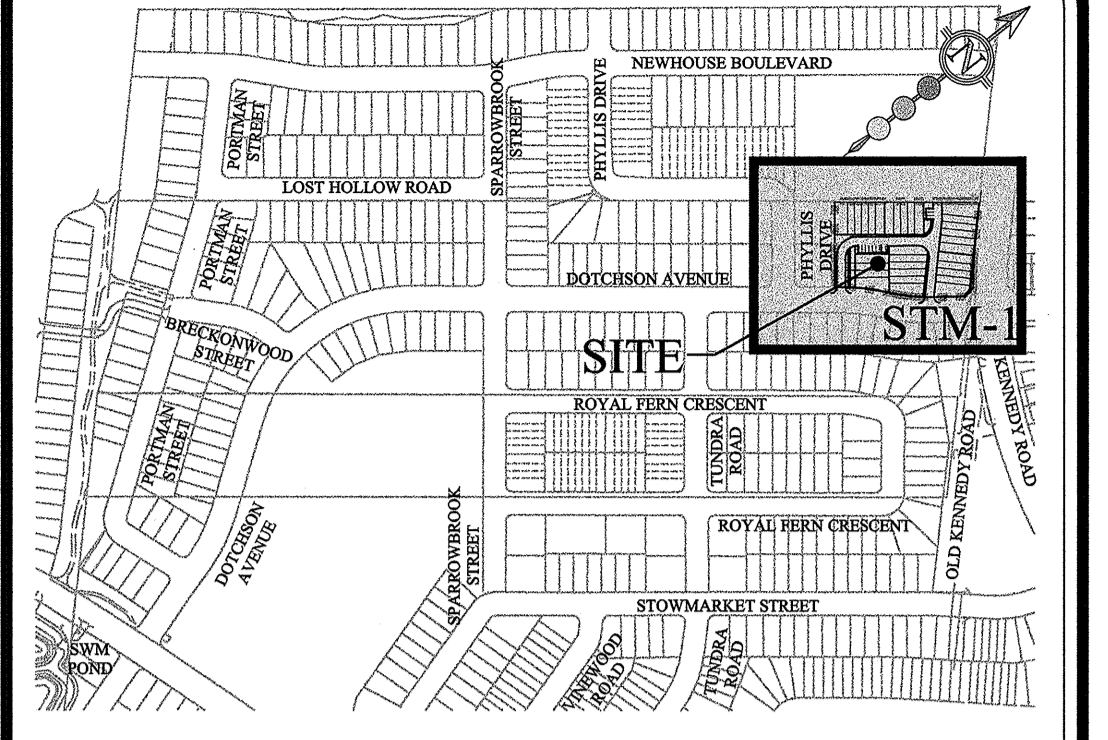 NEWHOUSE BOULEVARD
N
SPARROWBROOK
STREET
PHYLLIS DRIVE
PORTMAN
STREET
LOST HOLLOW ROAD
PORTMAN
STREET
PHYLLIS
DRIVE
DOTCHSON AVENUE
STM-1
BRECKONWOOD
STREET
SITE
KENNEDY ROAD
ROYAL FERN CRESCENT
PORTMAN
STREET
TUNDRA
ROAD
OLD KENNEDY ROAD
ROYAL FERN CRESCENT
DOTCHSON
AVENUE
SPARROWBROOK
STREET
STOWMARKET STREET
SWM
POND
VINEWOOD
ROAD
TUNDRA
ROAD